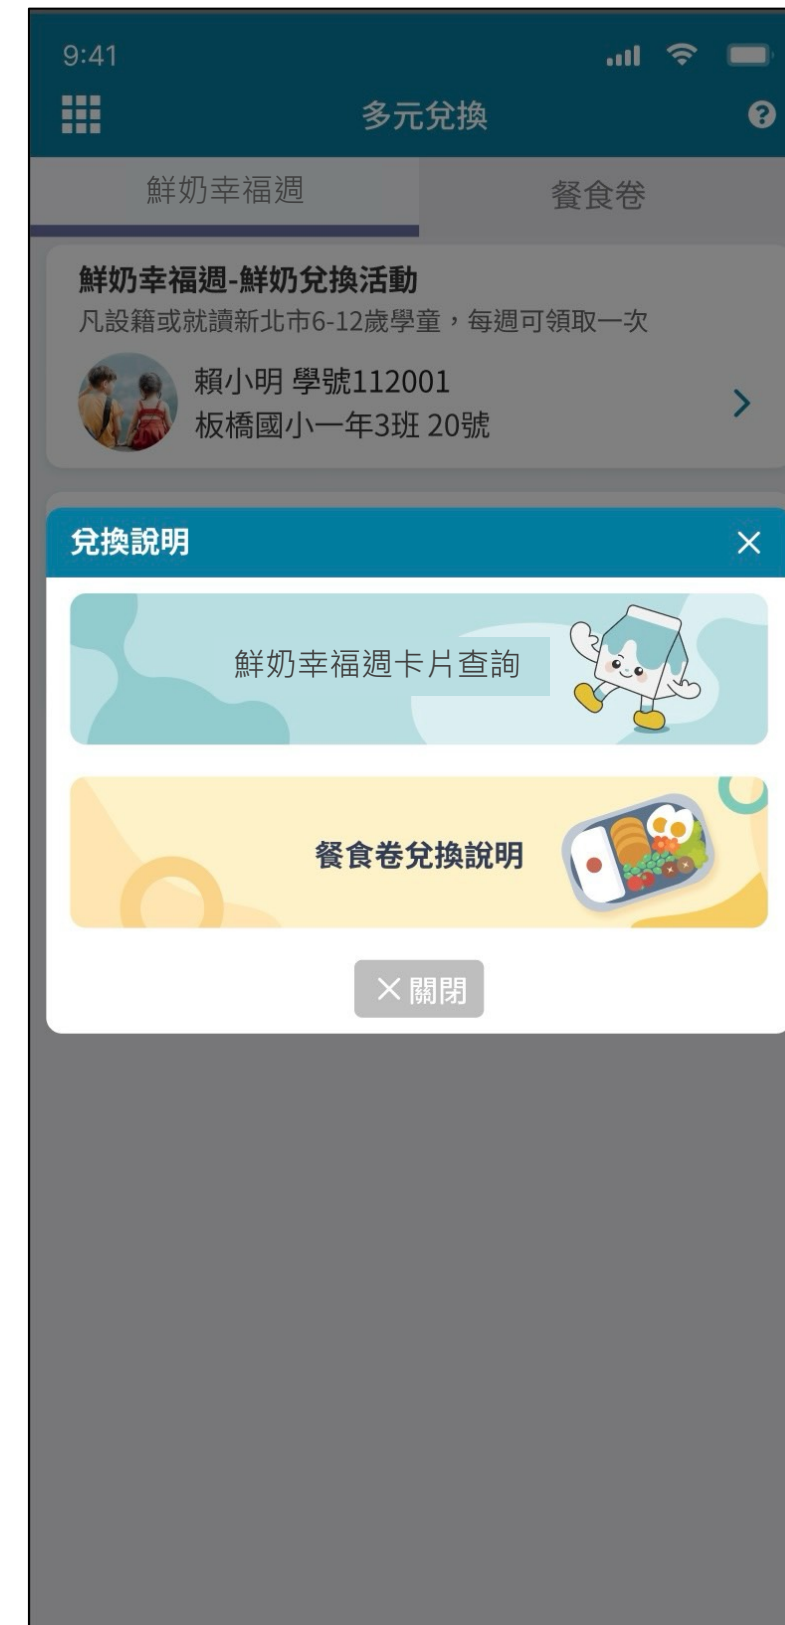 9:41
多元兌換
鮮奶幸福週
餐食卷
鮮奶幸福週-鮮奶兌換活動
凡設籍或就讀新北市6-12歲學童，每週可領取一次
賴小明 學號112001
板橋國小一年3班 20號
兌換說明
鮮奶幸福週卡片查詢
餐食卷兌換說明
關閉